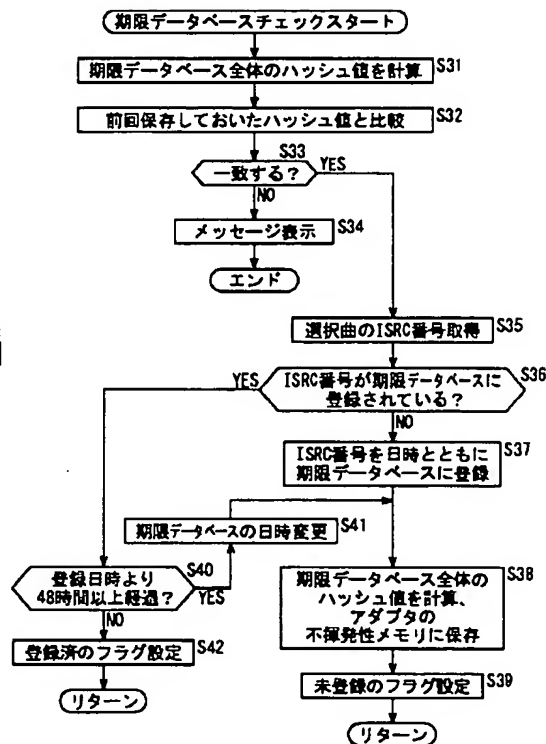 期限データベースチェックスタート
期限データベース全体のハッシュ値を計算 S31
前回保存しておいたハッシュ値と比較 S32
S33
一致する? YES
NO
メッセージ表示 S34
エンド
選択曲のISRC番号取得 S35
YES ISRC番号が期限データベースに S36
登録されている?
NO
ISRC番号を日時とともに S37
期限データベースに登録
期限データベースの日時変更 S41
登録日時より S40
48時間以上経過? YES
NO
登録済のフラグ設定 S42
リターン
期限データベース全体の S38
ハッシュ値を計算、
アダプタの
不揮発性メモリに保存
未登録のフラグ設定 S39
リターン